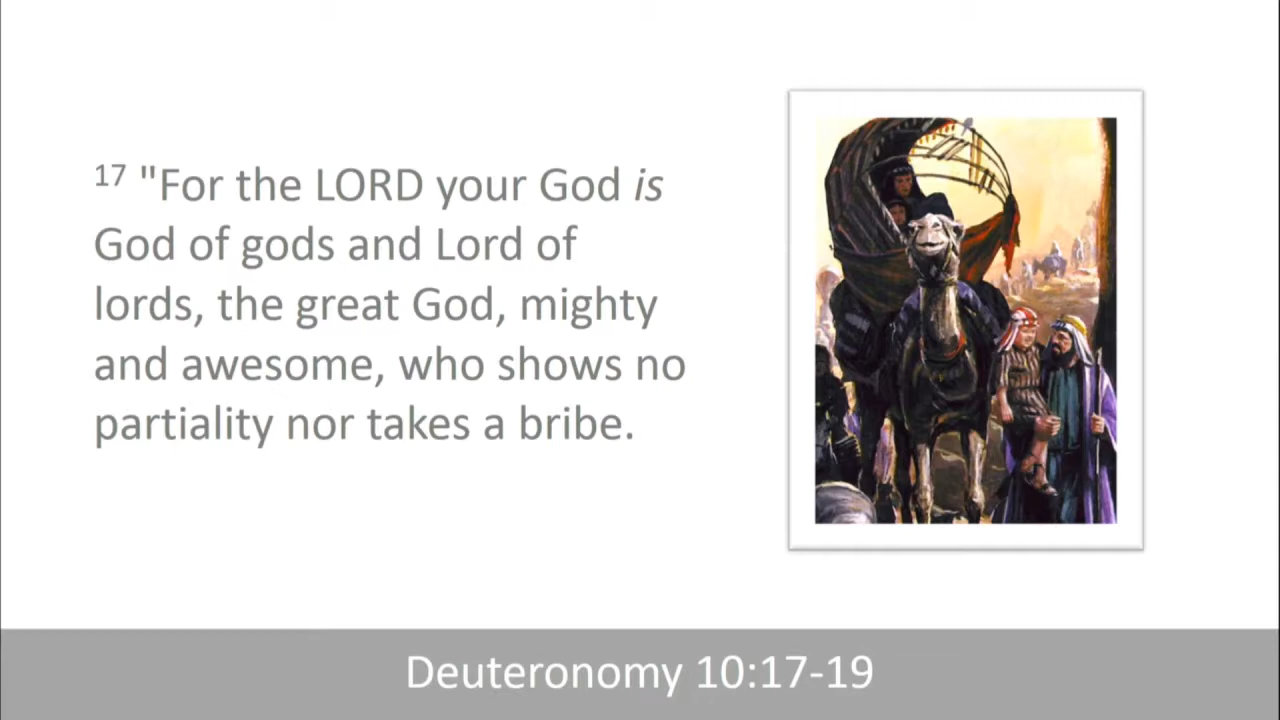 17 "For the LORD your God is
God of gods and Lord of
lords, the great God, mighty
and awesome, who shows no
partiality nor takes a bribe.
Deuteronomy 10:17-19